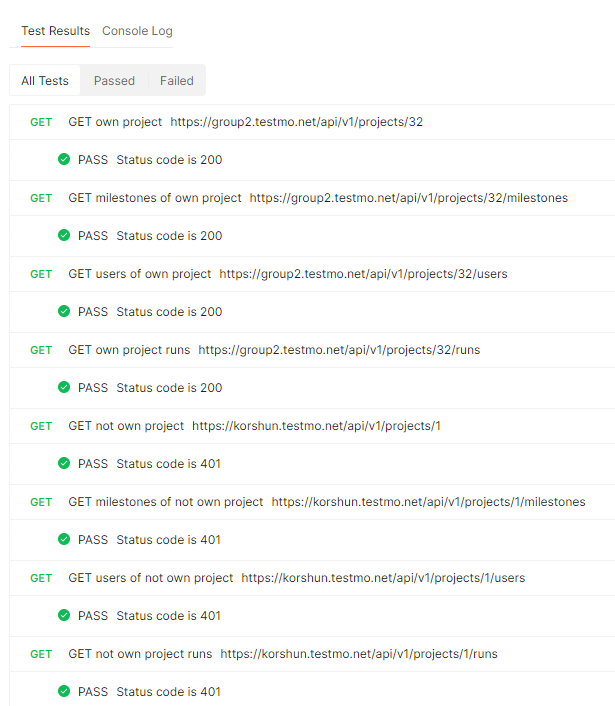 Test Results Console Log
All Tests Passed Failed
GET GET own project https://group2.testmo.net/api/v1/projects/32
PASS Status code is 200
GET GET milestones of own project https://group2.testmo.net/api/v1/projects/32/milestones
PASS Status code is 200
GET GET users of own project https://group2.testmo.net/api/v1/projects/32/users
PASS Status code is 200
GET GET own project runs https://group2.testmo.net/api/v1/projects/32/runs
PASS Status code is 200
GET GET not own project https://korshun.testmo.net/api/v1/projects/1
PASS Status code is 401
GET GET milestones of not own project https://korshun.testmo.net/api/v1/projects/1/milestones
PASS Status code is 401
GET GET users of not own project https://korshun.testmo.net/api/v1/projects/1/users
PASS Status code is 401
GET GET not own project runs https://korshun.testmo.net/api/v1/projects/1/runs
PASS Status code is 401